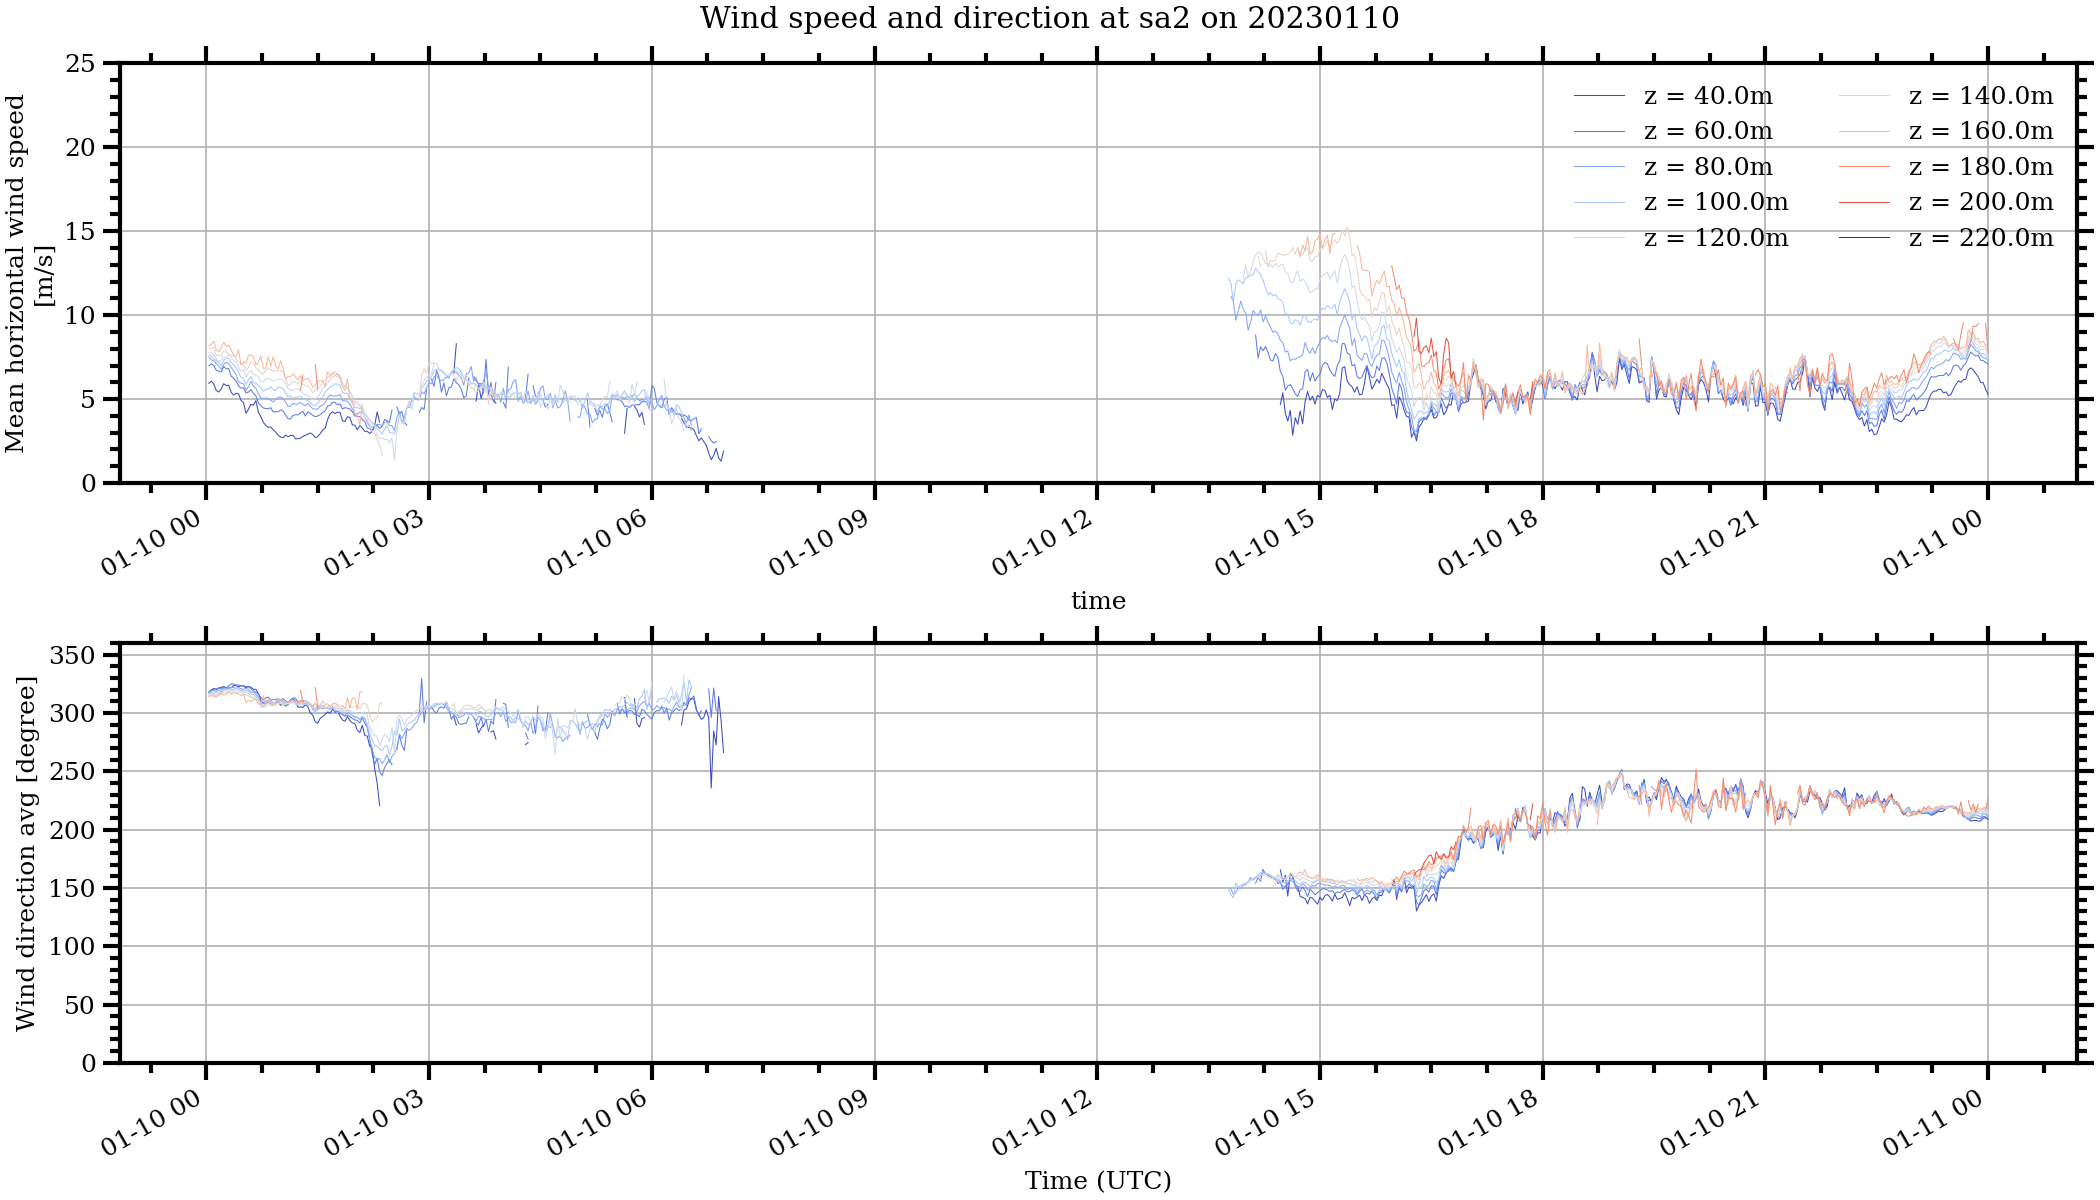 Wind speed and direction at sa2 on 20230110
Mean horizontal wind speed
[m/s]
25
20
15
10
5
0
z = 40.0m
z = 60.0m
z = 80.0m
z = 100.0m
z = 120.0m
z = 140.0m
z = 160.0m
z = 180.0m
z = 200.0m
z = 220.0m
01-10 00
01-10 03
01-10 06
01-10 09
01-10 12
01-10 15
01-10 18
01-10 21
01-11 00
time
Wind direction avg [degree]
350
300
250
200
150
100
50
0
01-10 00
01-10 03
01-10 06
01-10 09
01-10 12
01-10 15
01-10 18
01-10 21
01-11 00
Time (UTC)